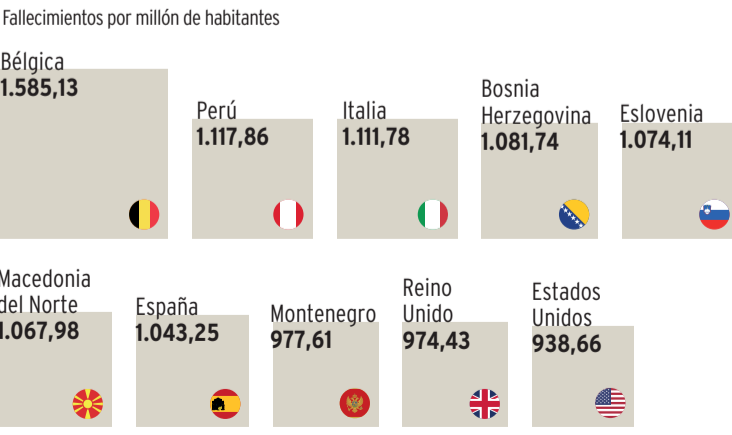 Fallecimientos por millón de habitantes
Bélgica
1.585,13
Perú
1.117,86
Italia
1.111,78
Bosnia
Herzegovina
1.081,74
Eslovenia
1.074,11
Macedonia
del Norte
1.067,98
España
1.043,25
Montenegro
977,61
Reino
Unido
974,43
Estados
Unidos
938,66